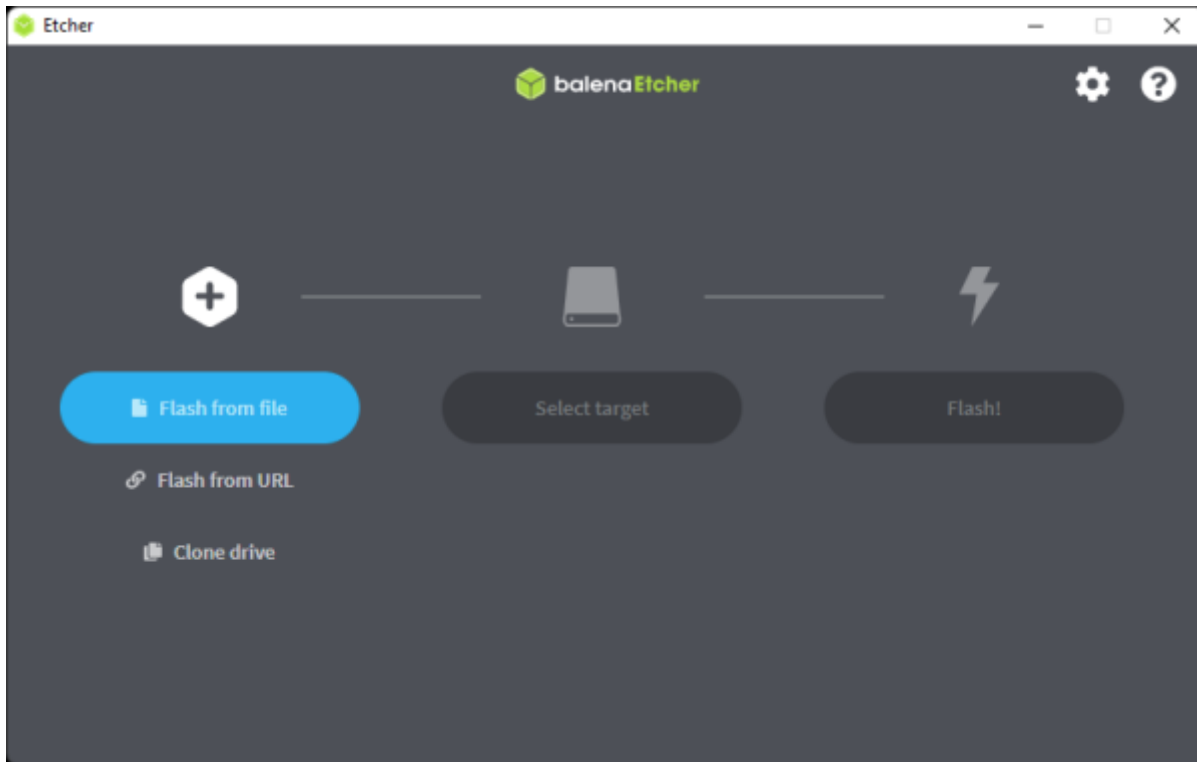 Etcher
balenaEtcher
Flash from file
Select target
Flash!
Flash from URL
Clone drive